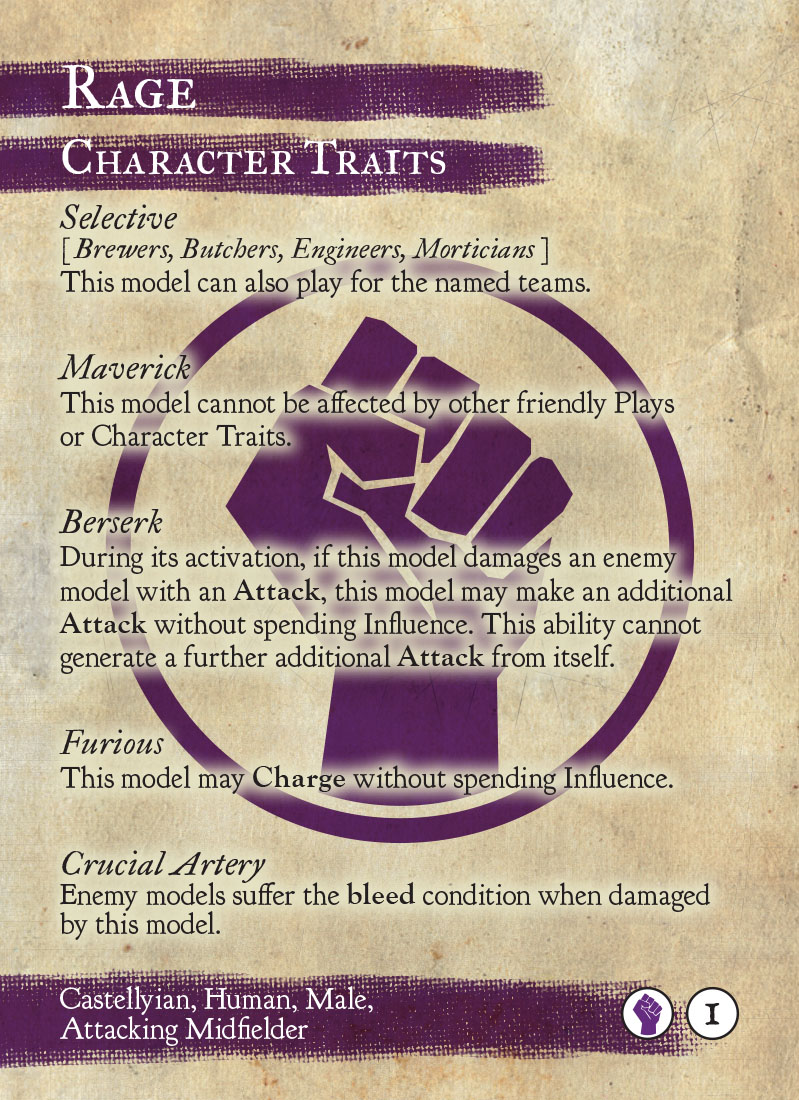 Rage
Character Traits
Selective
[Brewers, Butchers, Engineers, Morticians]
This model can also play for the named teams.
Maverick
This model cannot be affected by other friendly Plays
or Character Traits.
Berserk
During its activation, if this model damages an enemy
model with an Attack, this model may make an additional
Attack without spending Influence. This ability cannot
generate a further additional Attack from itself.
Furious
This model may Charge without spending Influence.
Crucial Artery
Enemy models suffer the bleed condition when damaged
by this model.
Castellyian, Human, Male,
Attacking Midfielder
1